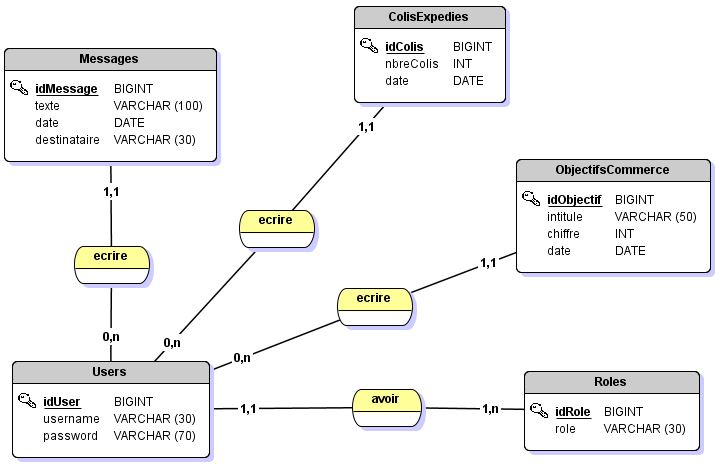 ColisExpedies
idColis BIGINT
nbreColis INT
date DATE
Messages
idMessage BIGINT
texte VARCHAR (100)
date DATE
destinataire VARCHAR (30)
1,1
1,1
ObjectifsCommerce
idObjectif BIGINT
intitule VARCHAR (50)
chiffre INT
date DATE
ecrire
ecrire
1,1
ecrire
0,n
0,n
0,n
Users
idUser BIGINT
username VARCHAR (30)
password VARCHAR (70)
1,1
avoir
1,n
Roles
idRole BIGINT
role VARCHAR (30)